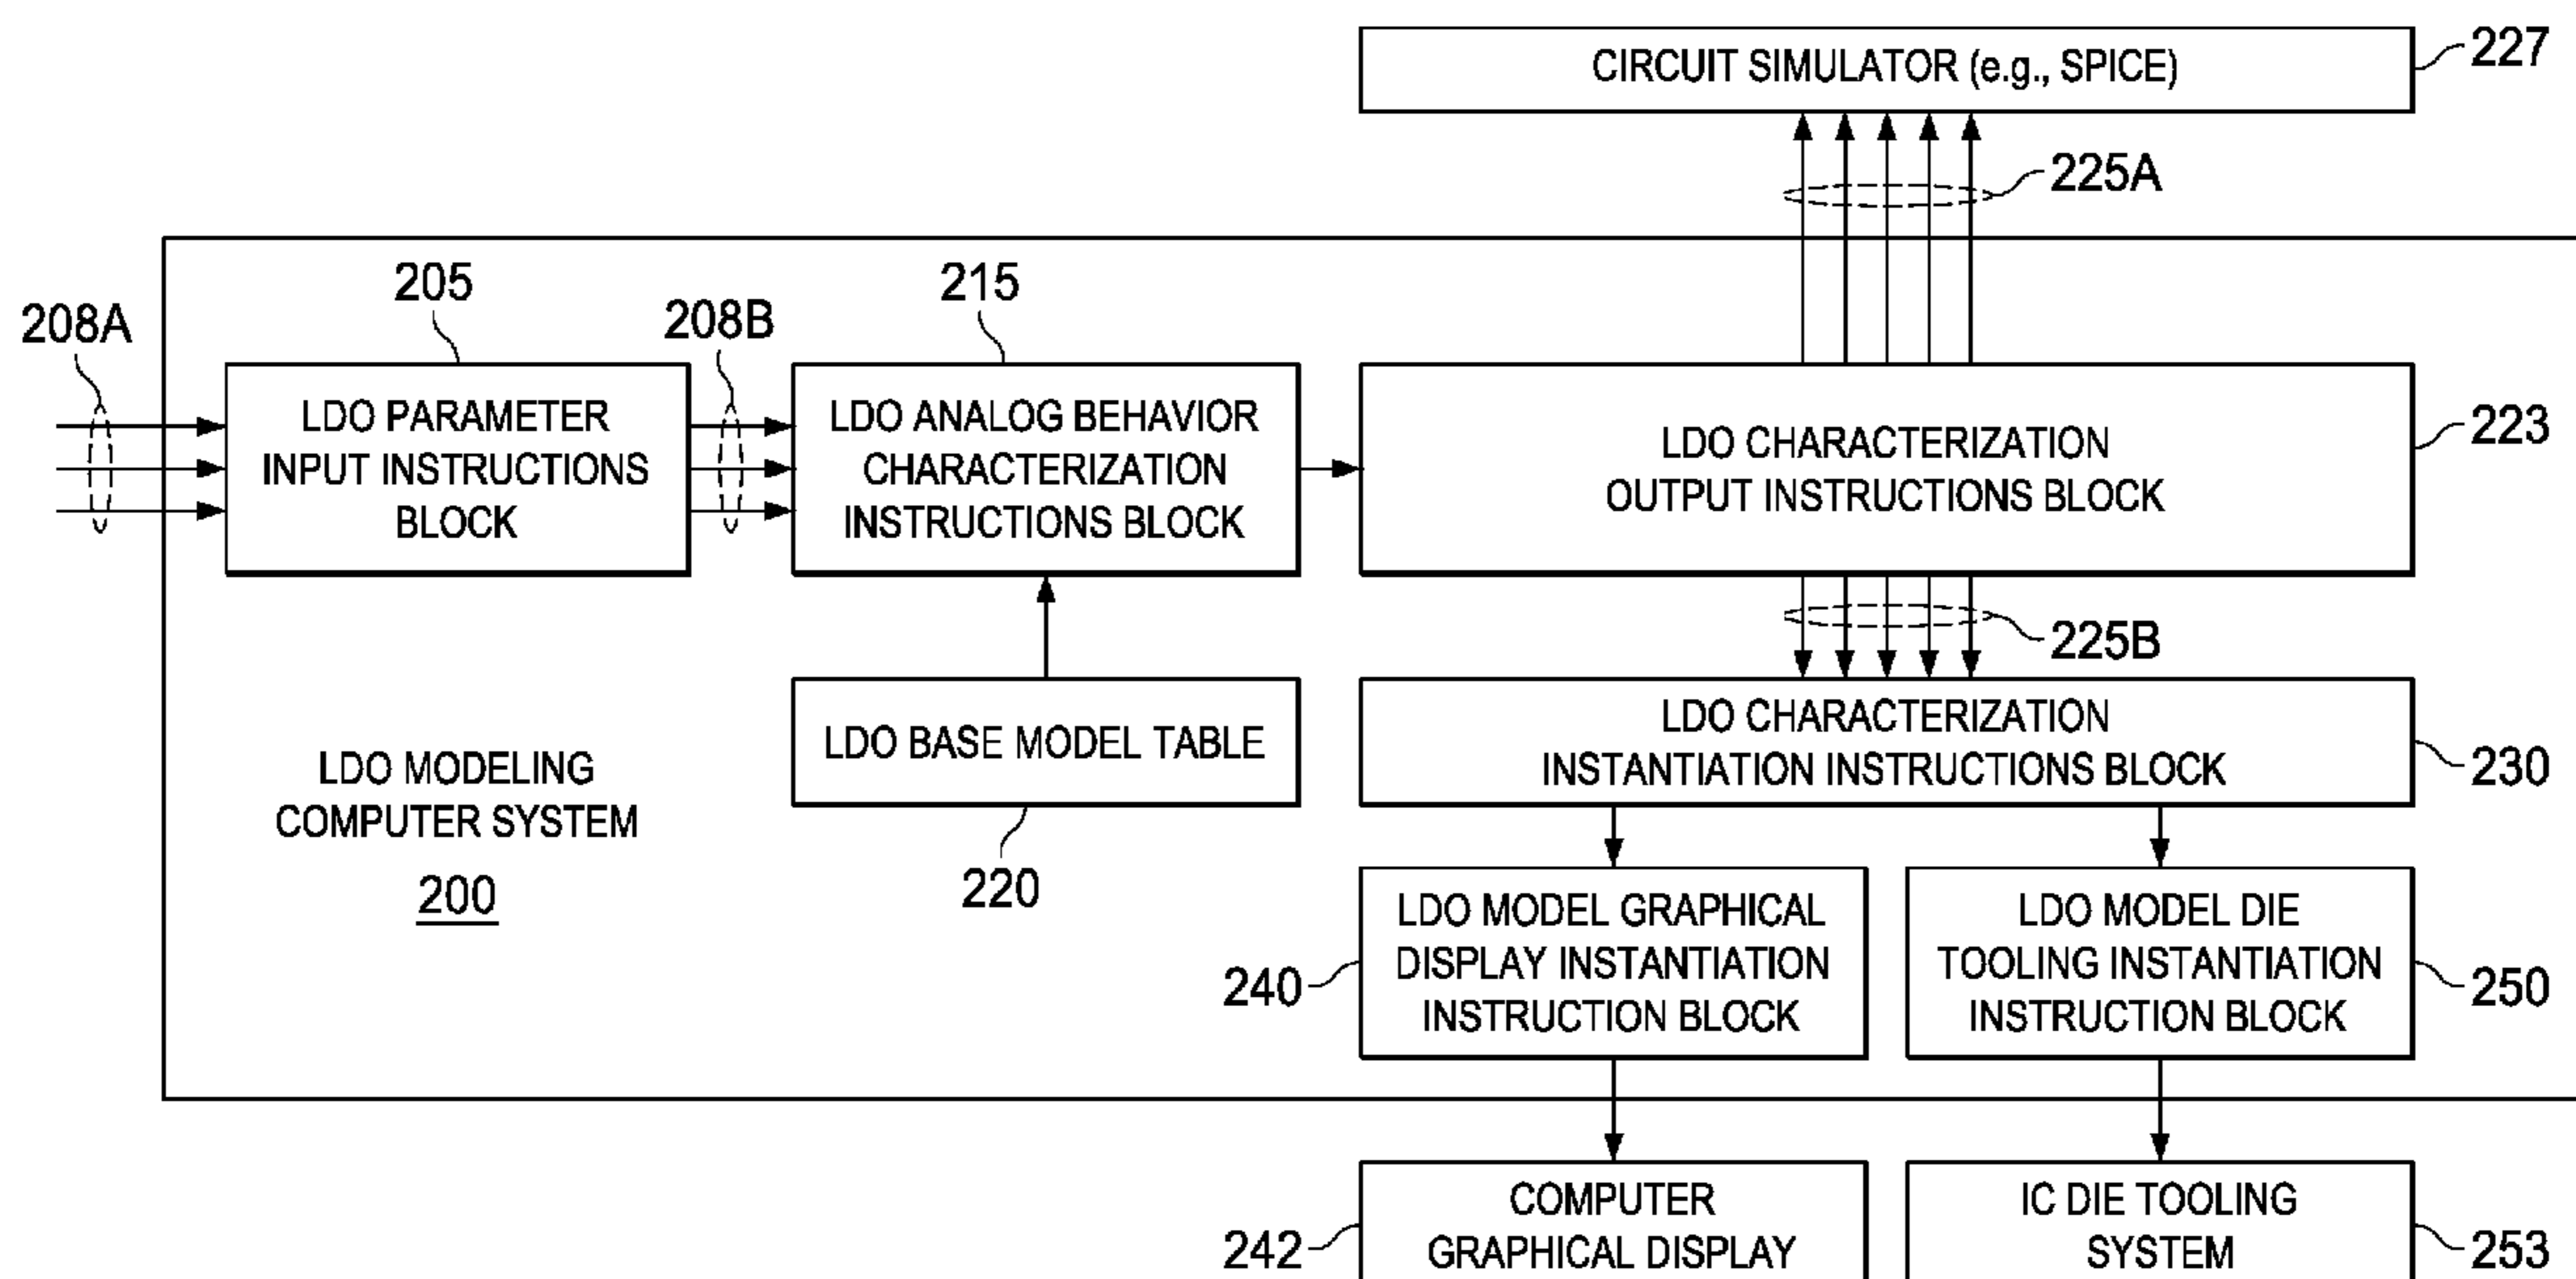 CIRCUIT SIMULATOR (e.g., SPICE)
227
225A
205
215
208A
208B
LDO PARAMETER
INPUT INSTRUCTIONS
BLOCK
LDO ANALOG BEHAVIOR
CHARACTERIZATION
INSTRUCTIONS BLOCK
LDO CHARACTERIZATION
OUTPUT INSTRUCTIONS BLOCK
223
225B
LDO BASE MODEL TABLE
220
LDO CHARACTERIZATION
INSTANTIATION INSTRUCTIONS BLOCK
230
LDO MODELING
COMPUTER SYSTEM
200
LDO MODEL GRAPHICAL
DISPLAY INSTANTIATION
INSTRUCTION BLOCK
240
LDO MODEL DIE
TOOLING INSTANTIATION
INSTRUCTION BLOCK
250
COMPUTER
GRAPHICAL DISPLAY
242
IC DIE TOOLING
SYSTEM
253